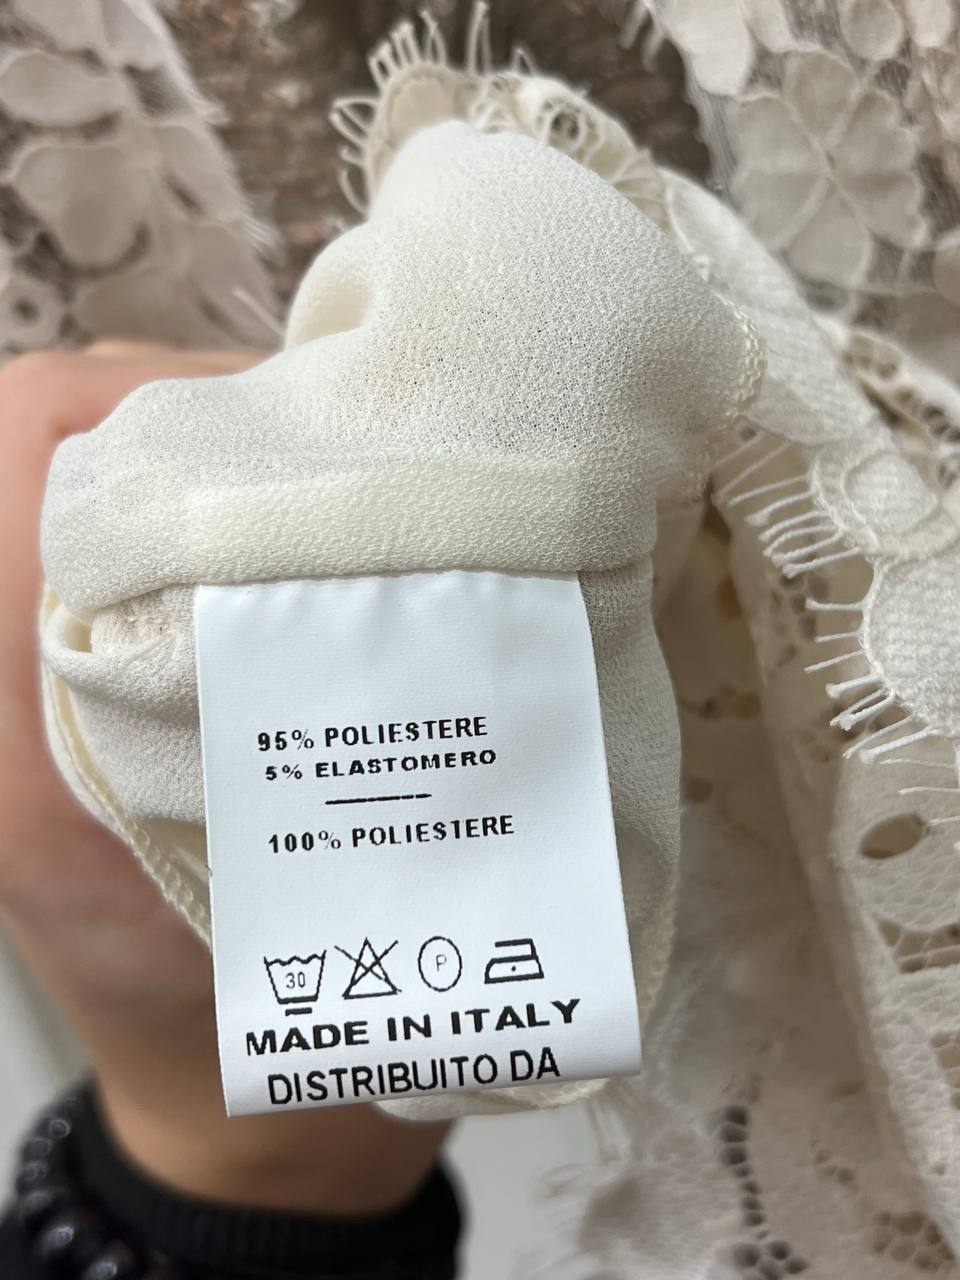 95% POLIESTERE
5% ELASTOMERO
100% POLIESTERE
30 P
MADE IN ITALY
DISTRIBUITO DA